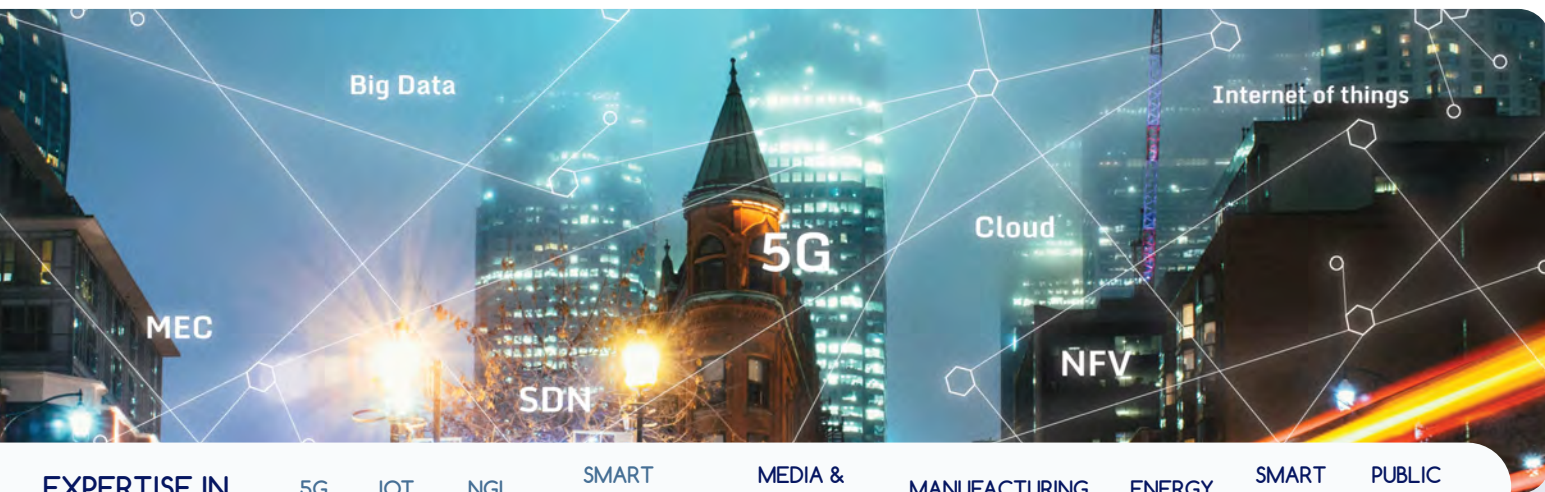 Big Data
Internet of things
Cloud
5G
MEC
NFV
SDN
EXPERTISE IN
5G
IOT
NGI
SMART
MEDIA &
MANUFACTURING
ENERGY
SMART
PUBLIC